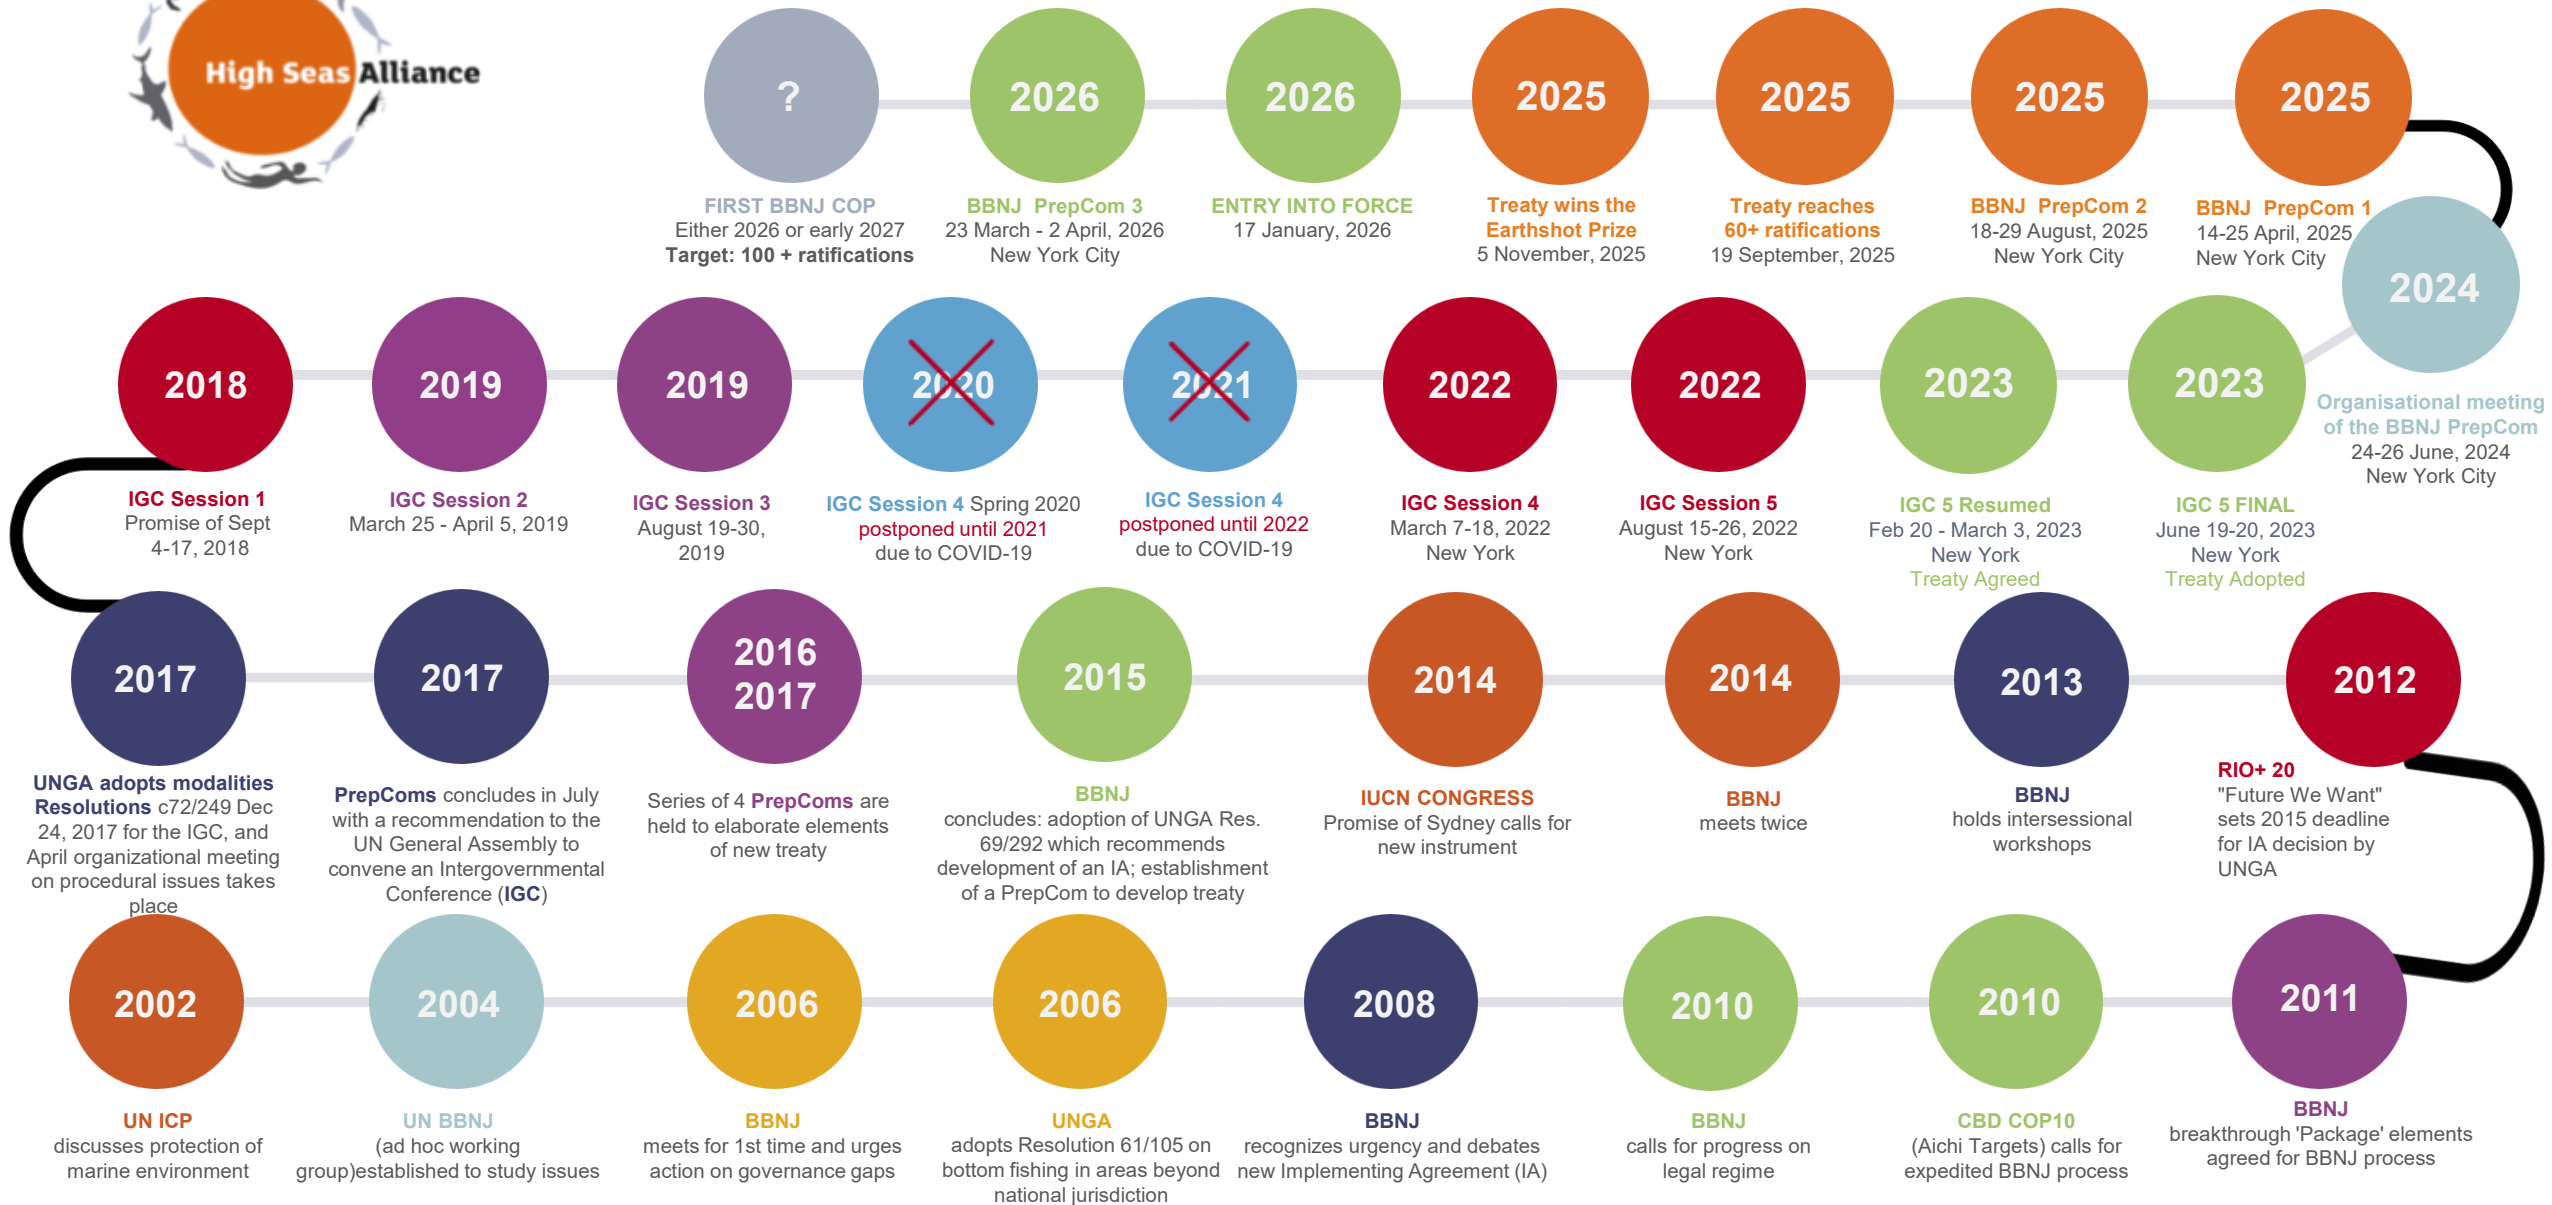 High Seas Alliance
?
2026
2026
2025
2025
2025
2025
FIRST BBNJ COP
Either 2026 or early 2027
Target: 100 + ratifications
BBNJ PrepCom 3
23 March - 2 April, 2026
New York City
ENTRY INTO FORCE
17 January, 2026
Treaty wins the
Earthshot Prize
5 November, 2025
Treaty reaches
60+ ratifications
19 September, 2025
BBNJ PrepCom 2
18-29 August, 2025
New York City
BBNJ PrepCom 1
14-25 April, 2025
New York City
2024
Organisational meeting
of the BBNJ PrepCom
24-26 June, 2024
New York City
2018
2019
2019
2020
2021
2022
2022
2023
2023
IGC Session 1
Promise of Sept
4-17, 2018
IGC Session 2
March 25 - April 5, 2019
IGC Session 3
August 19-30,
2019
IGC Session 4 Spring 2020
postponed until 2021
due to COVID-19
IGC Session 4
postponed until 2022
due to COVID-19
IGC Session 4
March 7-18, 2022
New York
IGC Session 5
August 15-26, 2022
New York
IGC 5 Resumed
Feb 20 - March 3, 2023
New York
Treaty Agreed
IGC 5 FINAL
June 19-20, 2023
New York
Treaty Adopted
2017
2017
2016
2017
2015
2014
2014
2013
2012
UNGA adopts modalities
Resolutions c72/249 Dec
24, 2017 for the IGC, and
April organizational meeting
on procedural issues takes
place
PrepComs concludes in July
with a recommendation to the
UN General Assembly to
convene an Intergovernmental
Conference (IGC)
Series of 4 PrepComs are
held to elaborate elements
of new treaty
BBNJ
concludes: adoption of UNGA Res.
69/292 which recommends
development of an IA; establishment
of a PrepCom to develop treaty
IUCN CONGRESS
Promise of Sydney calls for
new instrument
BBNJ
meets twice
BBNJ
holds intersessional
workshops
RIO+ 20
"Future We Want"
sets 2015 deadline
for IA decision by
UNGA
2002
2004
2006
2006
2008
2010
2010
2011
UN ICP
discusses protection of
marine environment
UN BBNJ
(ad hoc working
group)established to study issues
BBNJ
meets for 1st time and urges
action on governance gaps
UNGA
adopts Resolution 61/105 on
bottom fishing in areas beyond
national jurisdiction
BBNJ
recognizes urgency and debates
new Implementing Agreement (IA)
BBNJ
calls for progress on
legal regime
CBD COP10
(Aichi Targets) calls for
expedited BBNJ process
BBNJ
breakthrough 'Package' elements
agreed for BBNJ process